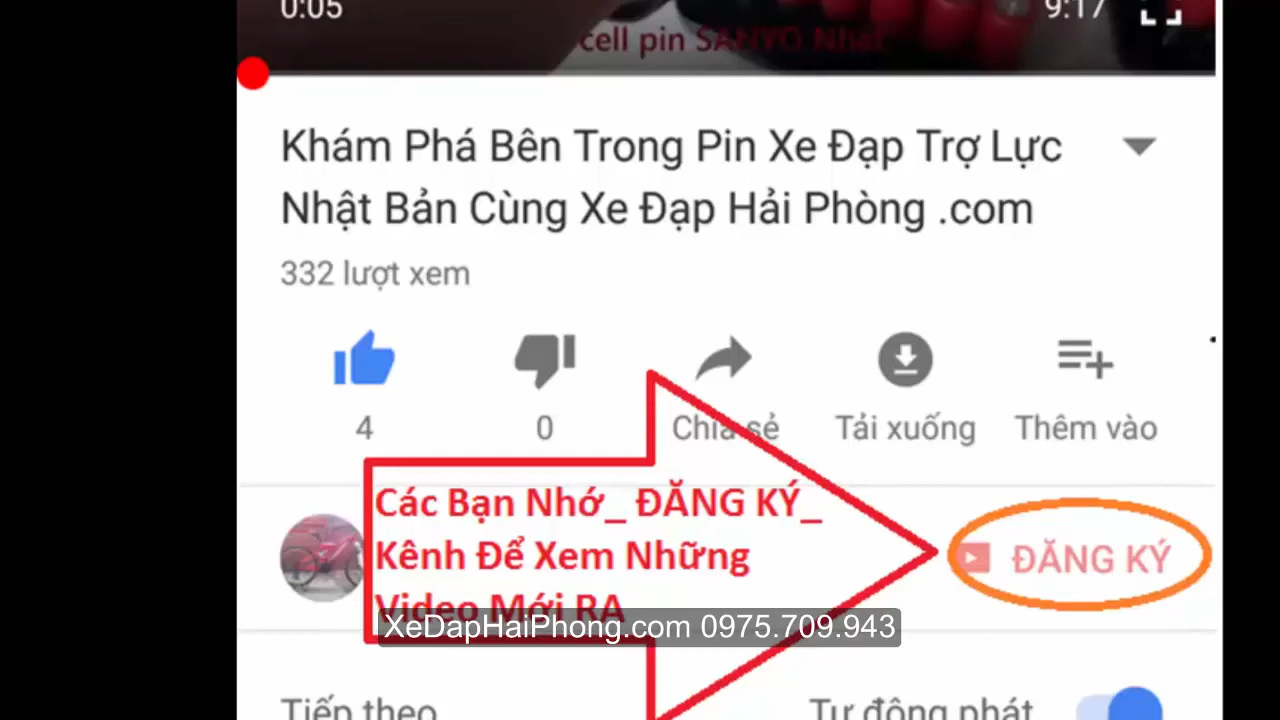 0:05
9:17
cell pin SANYO Nhật
Khám Phá Bên Trong Pin Xe Đạp Trợ Lực
Nhật Bản Cùng Xe Đạp Hải Phòng .com
332 lượt xem
4
0
Chia sẻ
Tải xuống
Thêm vào
Các Bạn Nhớ_ ĐĂNG KÝ_
Kênh Để Xem Những
Video Mới RA
ĐĂNG KÝ
XeDapHaiPhong.com 0975.709.943
Tiếp theo
Tự động phát